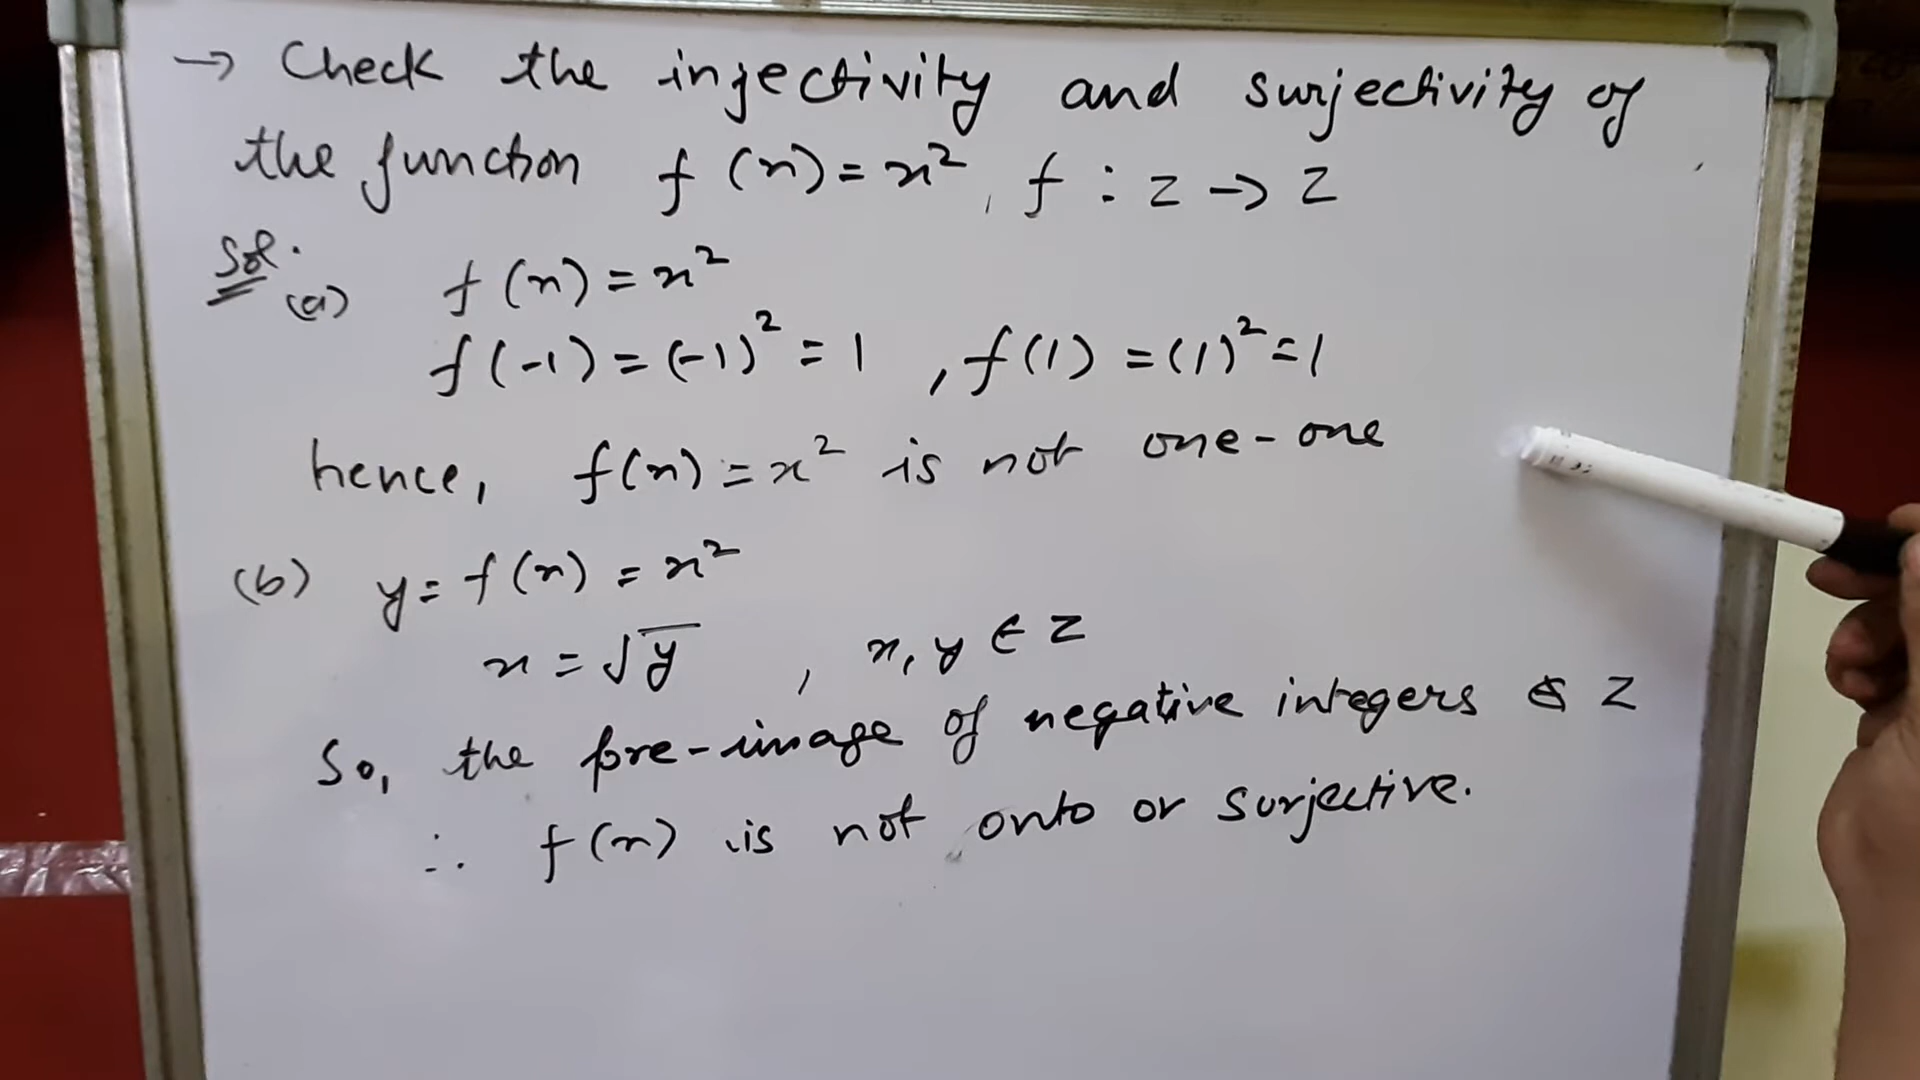 → Check the injectivity and surjectivity of
the function f (x) = x², f : Z → Z
Sol.
(a) f (x) = x²
f(-1) = (-1)² = 1 , f(1) = (1)² = 1
hence, f(x) = x² is not one-one
(b) y = f(x) = x²
x = √y , x, y ∈ Z
So, the pre-image of negative integers Z
∴ f(x) is not onto or surjective.